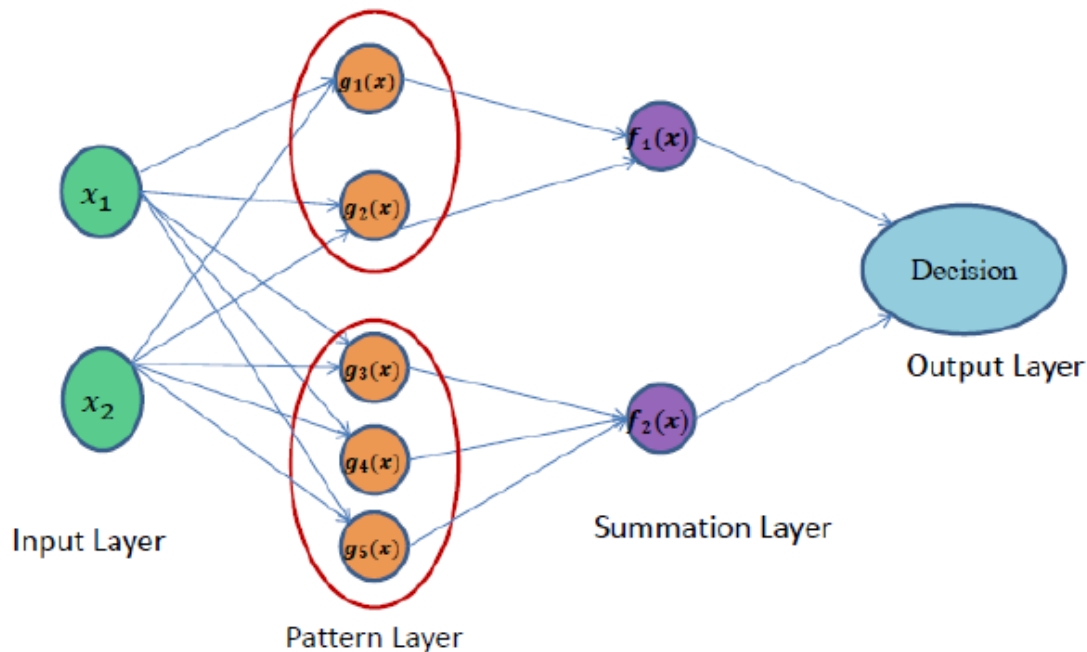 g₁(x)
f₁(x)
x₁
g₂(x)
Decision
Output Layer
g₃(x)
x₂
f₂(x)
g₄(x)
Input Layer
g₅(x)
Summation Layer
Pattern Layer